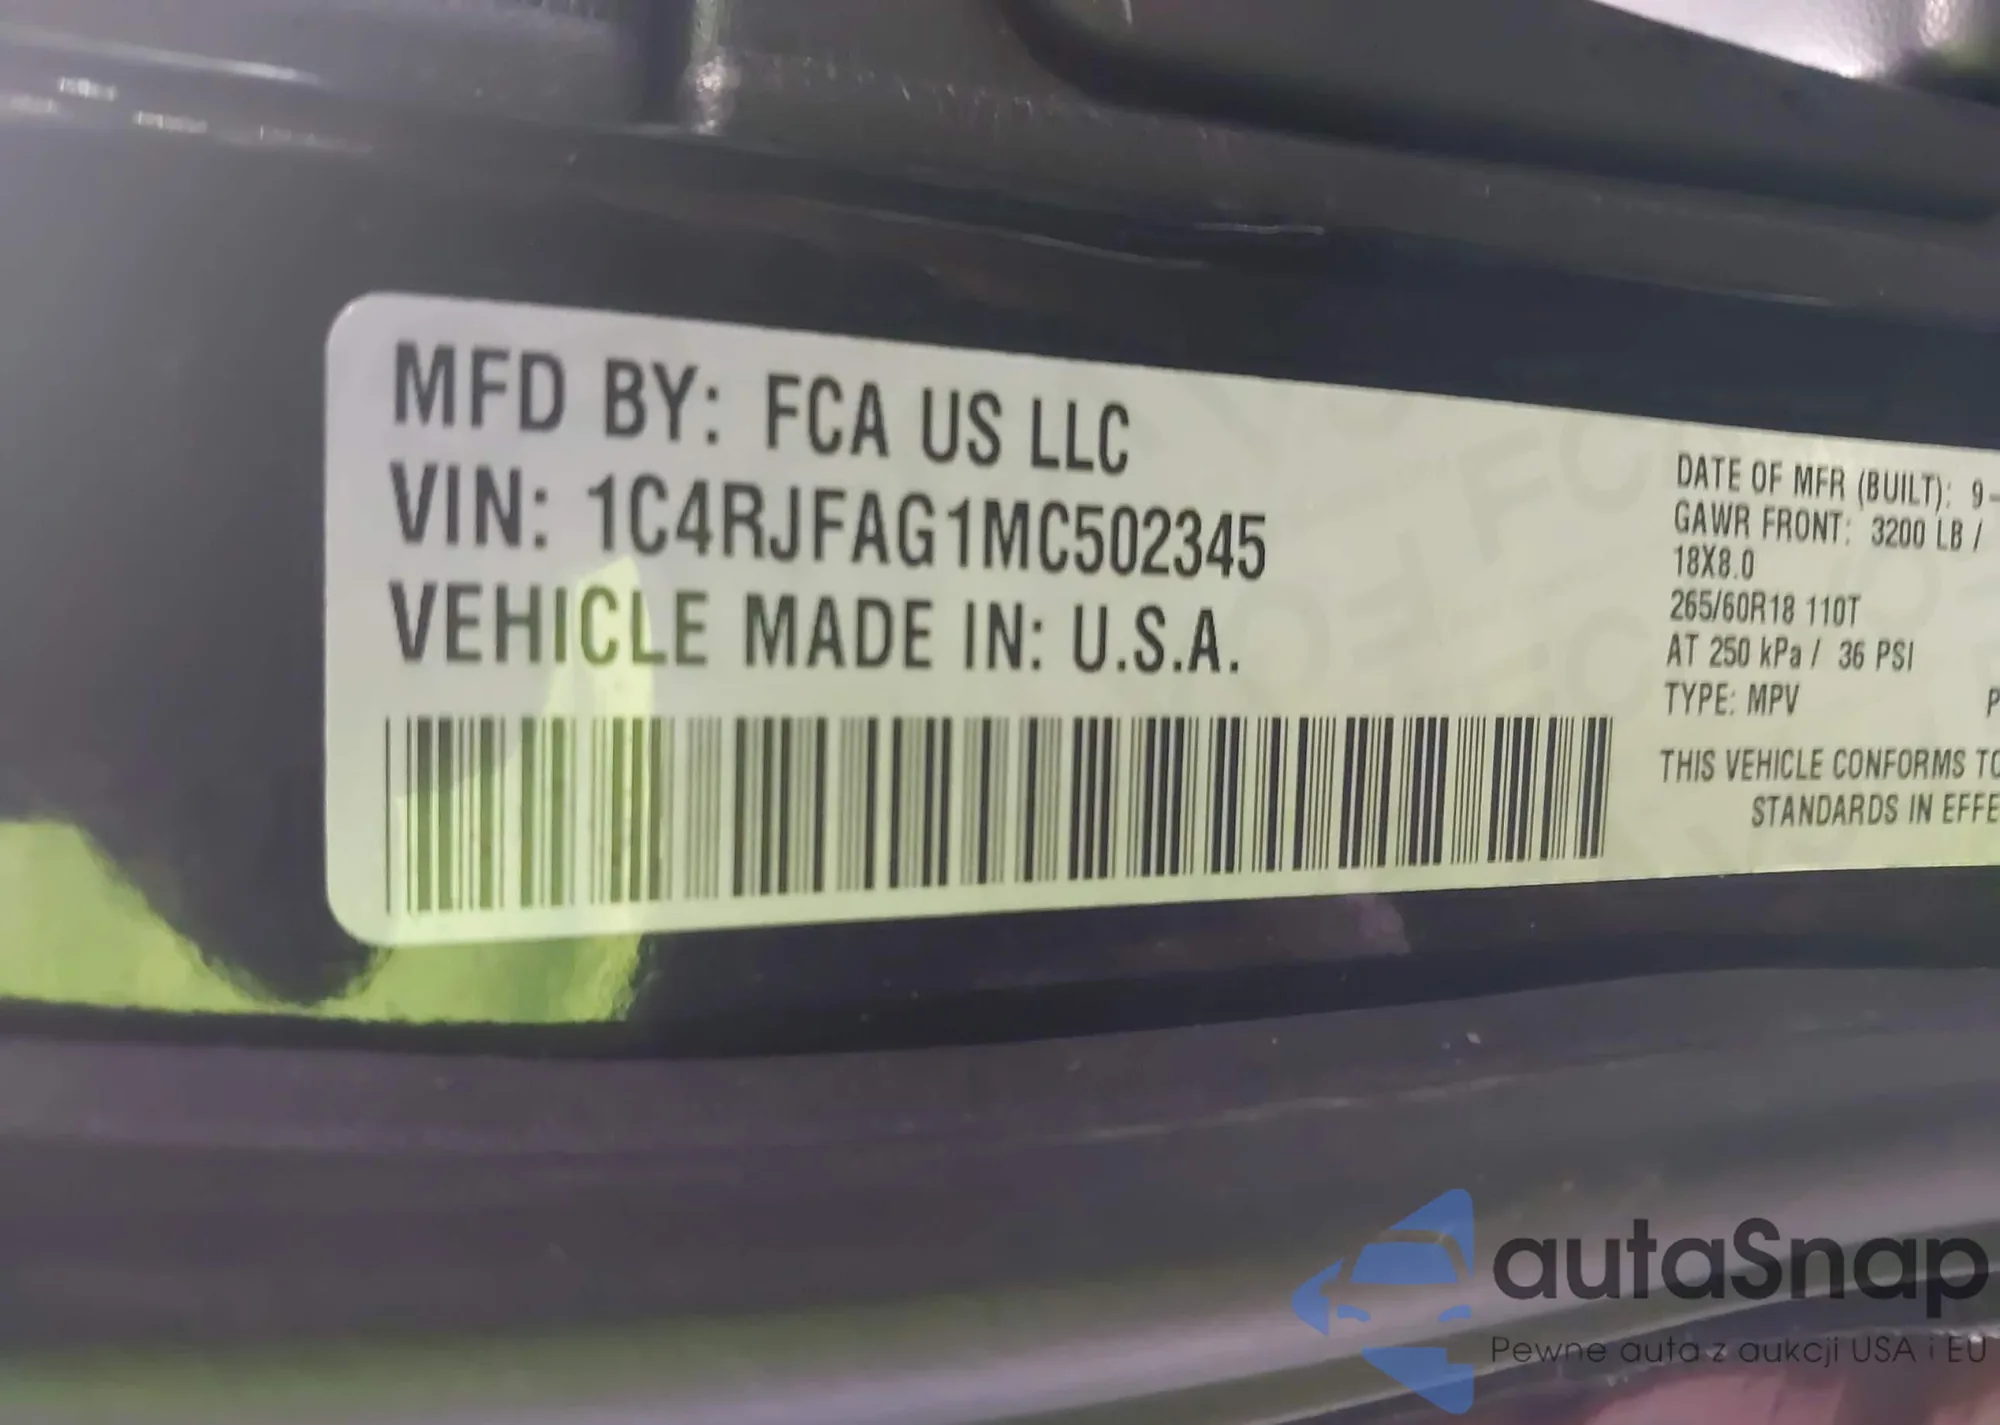 MFD BY: FCA US LLC
VIN: 1C4RJFAG1MC502345
VEHICLE MADE IN: U.S.A.
DATE OF MFR (BUILT): 9-
GAWR FRONT: 3200 LB /
18X8.0
265/60R18 110T
AT 250 kPa / 36 PSI
TYPE: MPV P
THIS VEHICLE CONFORMS TO
STANDARDS IN EFFE
autaSnap
Pewne auta z aukcji USA i EU